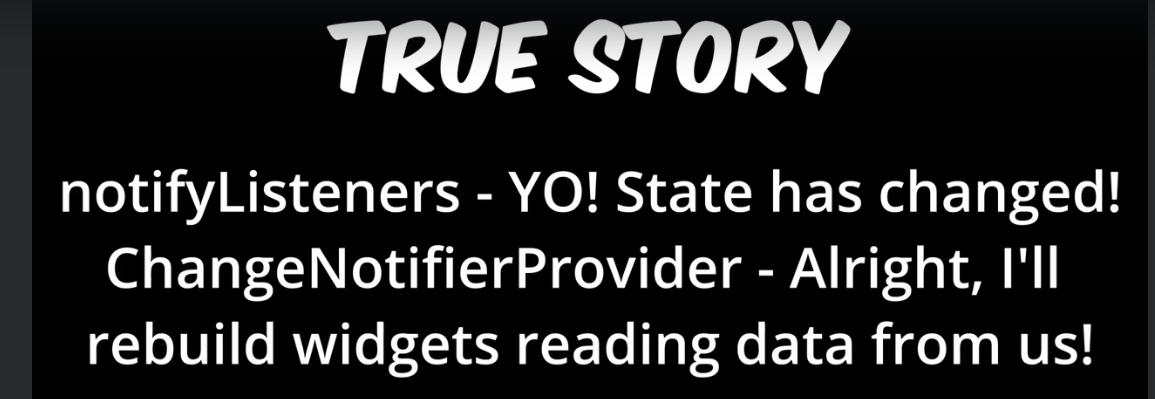 TRUE STORY
notifyListeners - YO! State has changed!
ChangeNotifierProvider - Alright, I'll
rebuild widgets reading data from us!